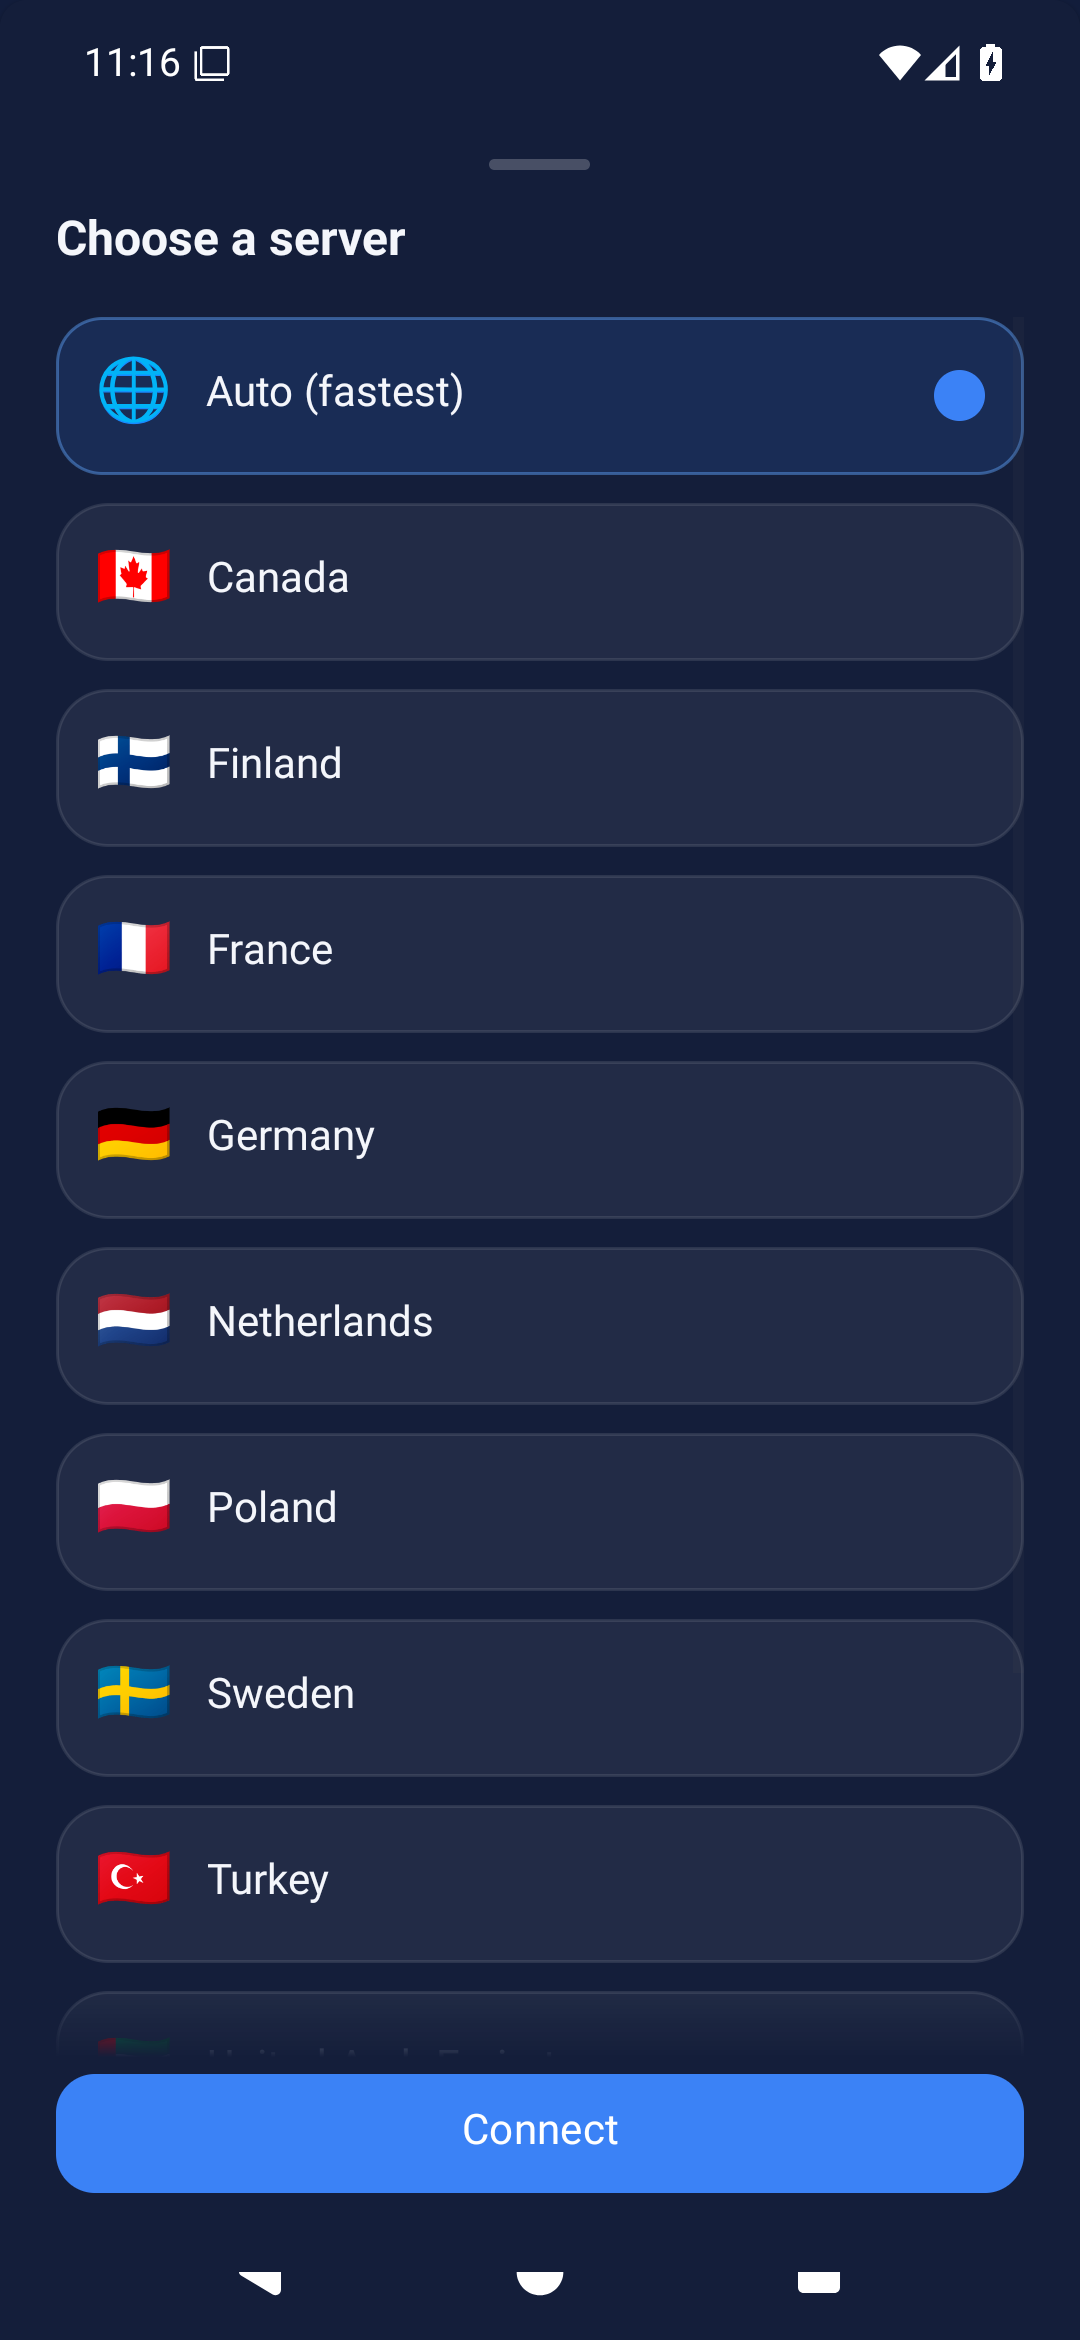 11:16
Choose a server
Auto (fastest)
Canada
Finland
France
Germany
Netherlands
Poland
Sweden
Turkey
Connect